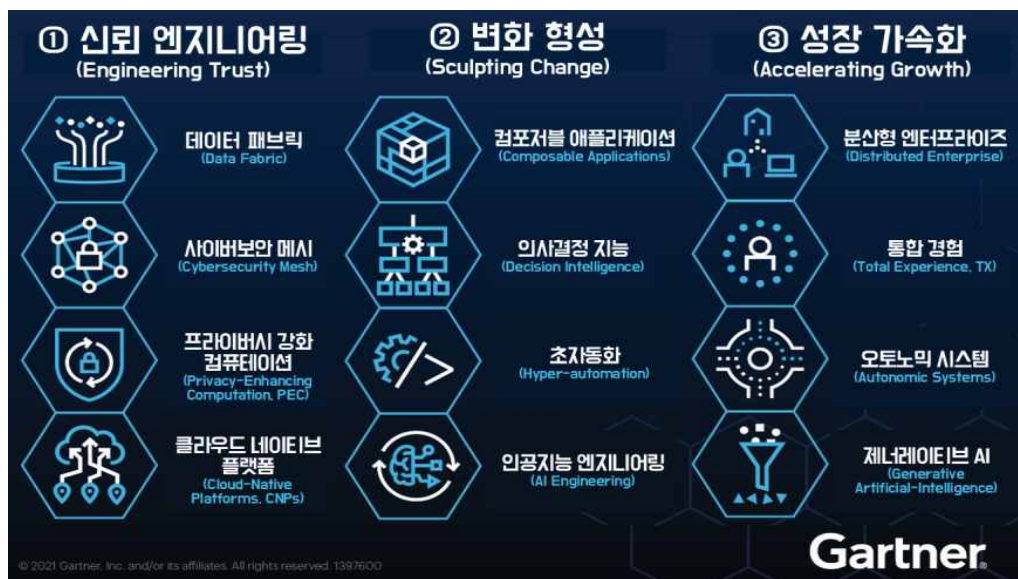 ① 신뢰 엔지니어링
(Engineering Trust)
데이터 패브릭
(Data Fabric)
사이버보안 메시
(Cybersecurity Mesh)
프라이버시 강화
컴퓨테이션
(Privacy-Enhancing
Computation, PEC)
클라우드 네이티브
플랫폼
(Cloud-Native
Platforms, CNPs)
② 변화 형성
(Sculpting Change)
컴포저블 애플리케이션
(Composable Applications)
의사결정 지능
(Decision Intelligence)
초자동화
(Hyper-automation)
인공지능 엔지니어링
(AI Engineering)
③ 성장 가속화
(Accelerating Growth)
분산형 엔터프라이즈
(Distributed Enterprise)
통합 경험
(Total Experience, TX)
오토노믹 시스템
(Autonomic Systems)
제너레이티브 AI
(Generative
Artificial-Intelligence)
© 2021 Gartner, Inc. and/or its affiliates. All rights reserved. 1397600
Gartner®